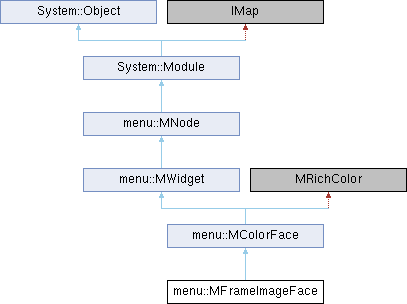 System::Object
IMap
System::Module
menu::MNode
menu::MWidget
MRichColor
menu::MColorFace
menu::MFrameImageFace